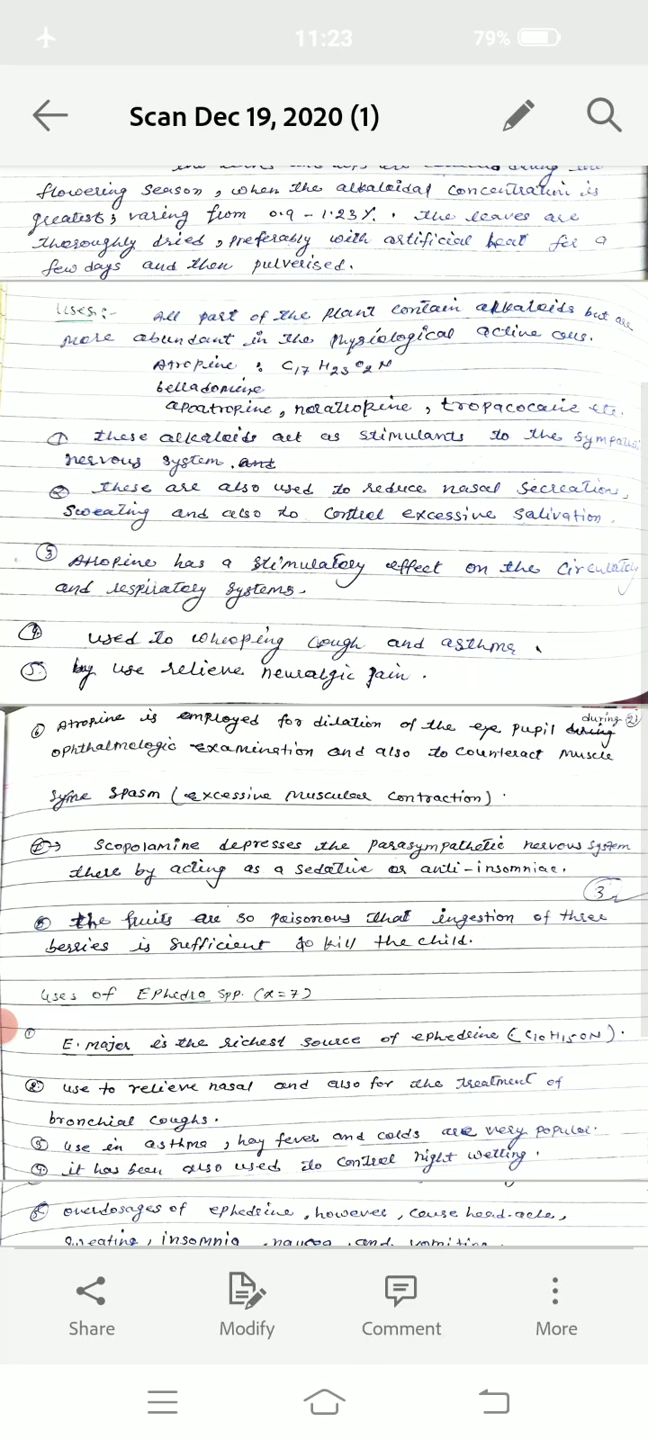 11:23
79%
Scan Dec 19, 2020 (1)
flowering season, when the alkaloidal concentration is
greatest; varing from 0.9 - 1.23%. The leaves are
thoroughly dried, preferably with artificial heat for a
few days and then pulverised.
Uses:- All part of the plant contain alkaloids but are
more abundant in the physiological active
Atropine : C17 H23 O2 N
belladonine
apoatropine, noratropine, tropacocaine etc.
① these alkaloids act as stimulants to the
nervous system. and
② these are also used to reduce nasal secreations,
sweating and also to control excessive salivation.
③ Atropine has a stimulatory effect on the circulatory
and respiratory systems.
④ used to whooping cough and asthma.
⑤ by use relieve neuralgic pain.
⑥ Atropine is employed for dilation of the eye pupil during
ophthalmologic examination and also to counteract muscle
spasm (excessive muscular contraction).
⑦→ Scopolamine depresses the parasympathetic nervous system
there by acting as a sedative or anti-insomniac.
3
⑧ the fruits are so poisonous that ingestion of three
berries is sufficient to kill the child.
Uses of Ephedra spp. (x=7)
① E. major is the richest source of ephedrine (C10H15ON).
② use to relieve nasal and also for the treatment of
bronchial coughs.
③ use in asthma, hay fever and colds are very popular.
④ it has been also used to control night wetting.
⑤ overdosages of ephedrine, however, cause head-ache,
insomnia, nausea, and vomiting
Share
Modify
Comment
More